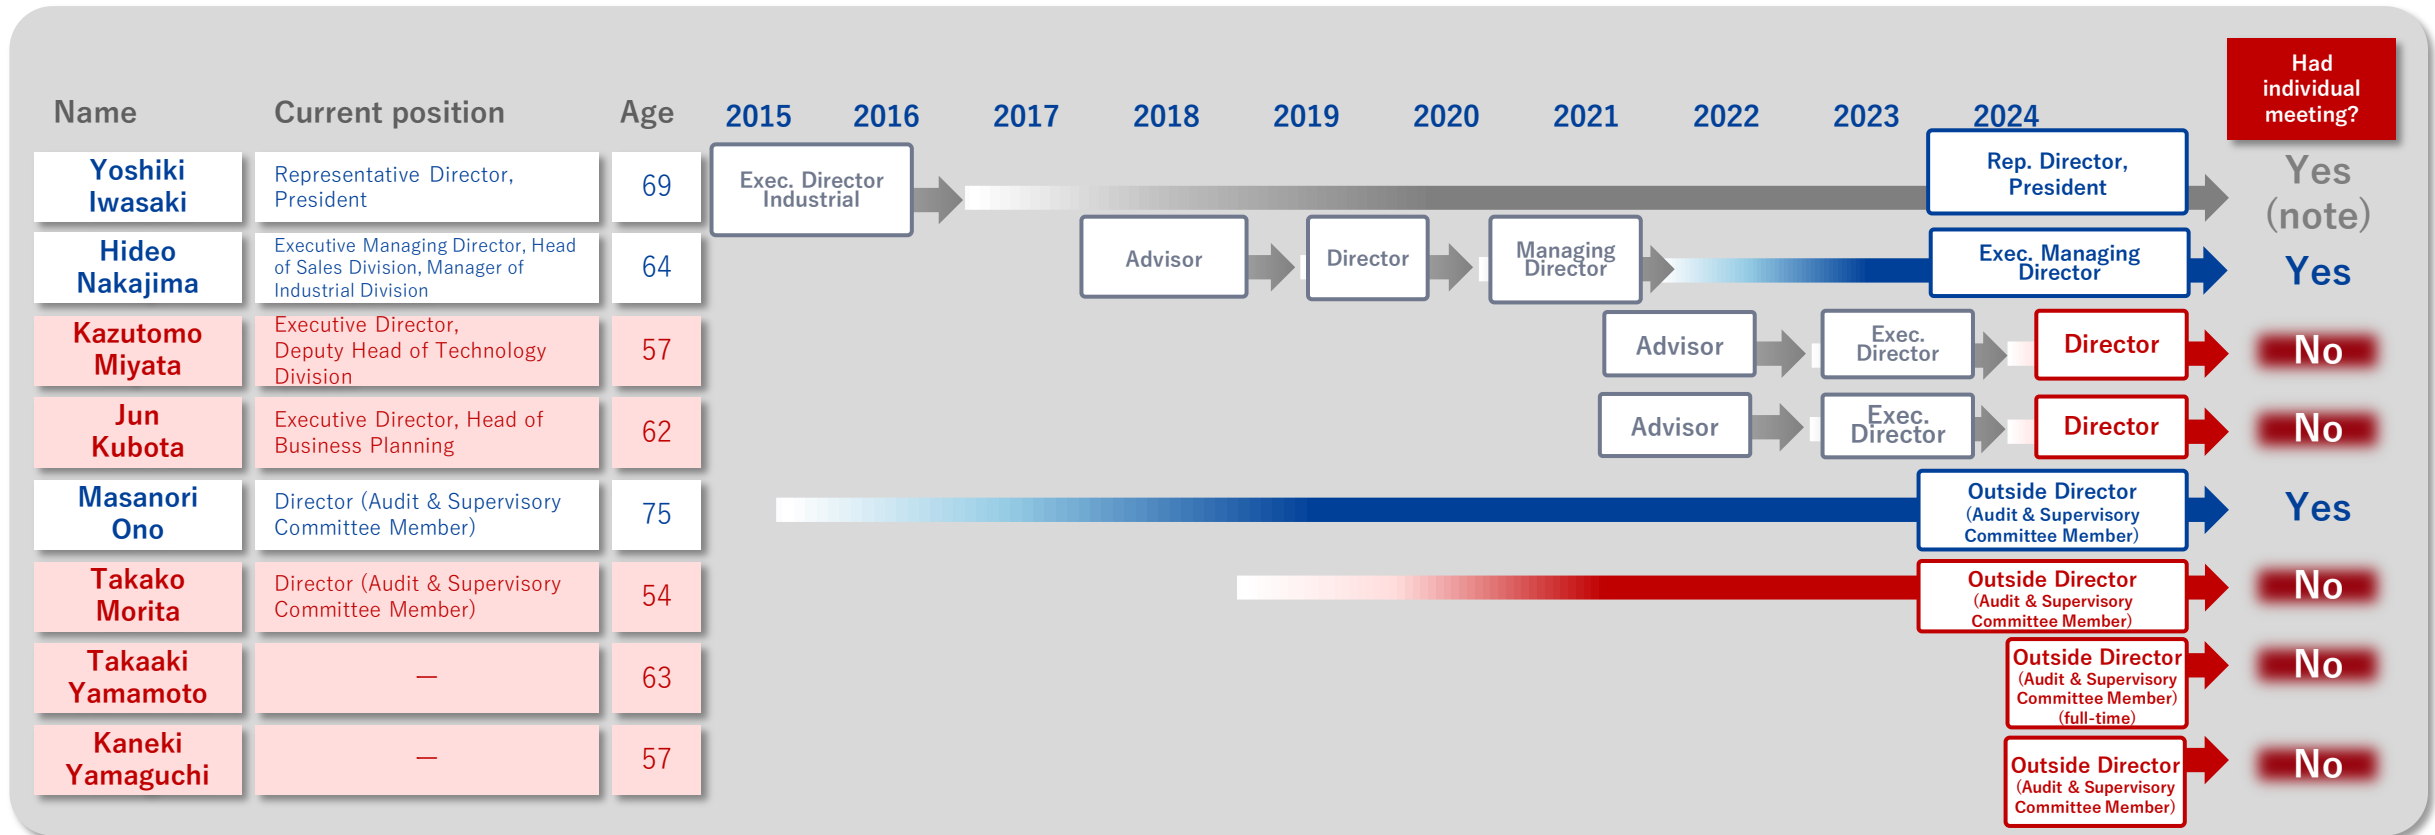 Had
individual
meeting?
Name Current position Age 2015 2016 2017 2018 2019 2020 2021 2022 2023 2024
Yoshiki
Iwasaki
Representative Director,
President
69
Exec. Director
Industrial
Rep. Director,
President
Yes
(note)
Hideo
Nakajima
Executive Managing Director, Head
of Sales Division, Manager of
Industrial Division
64
Advisor
Director
Managing
Director
Exec. Managing
Director
Yes
Kazutomo
Miyata
Executive Director,
Deputy Head of Technology
Division
57
Advisor
Exec.
Director
Director
No
Jun
Kubota
Executive Director, Head of
Business Planning
62
Advisor
Exec.
Director
Director
No
Masanori
Ono
Director (Audit & Supervisory
Committee Member)
75
Outside Director
(Audit & Supervisory
Committee Member)
Yes
Takako
Morita
Director (Audit & Supervisory
Committee Member)
54
Outside Director
(Audit & Supervisory
Committee Member)
No
Takaaki
Yamamoto
—
63
Outside Director
(Audit & Supervisory
Committee Member)
(full-time)
No
Kaneki
Yamaguchi
—
57
Outside Director
(Audit & Supervisory
Committee Member)
No